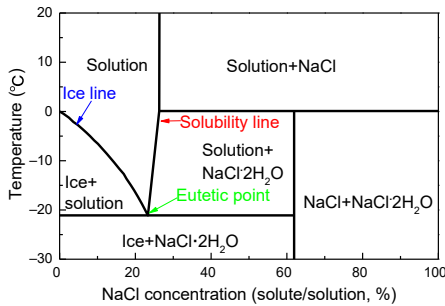 20
10
0
−10
−20
−30
Temperature (°C)
Solution
Solution+NaCl
Ice line
Solubility line
Solution+
NaCl·2H₂O
Ice+
solution
Eutetic point
NaCl+NaCl·2H₂O
Ice+NaCl·2H₂O
0 20 40 60 80 100
NaCl concentration (solute/solution, %)